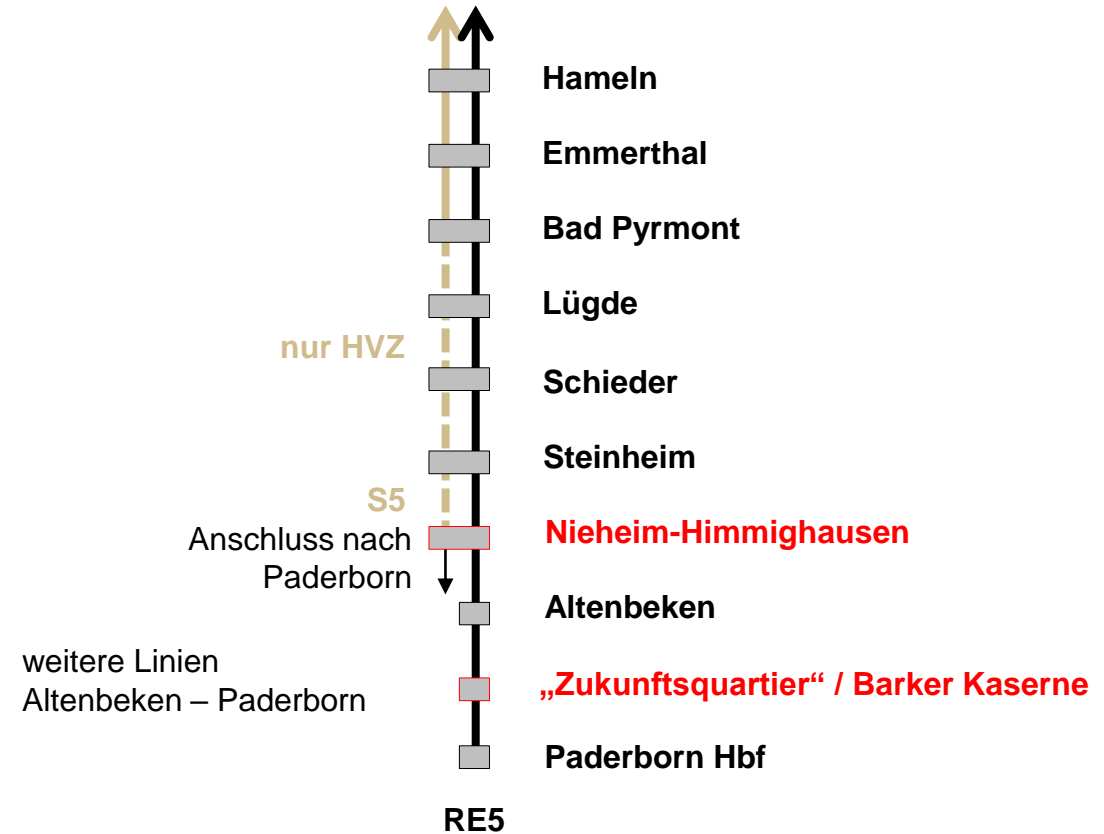 Hameln
Emmerthal
Bad Pyrmont
Lügde
nur HVZ
Schieder
Steinheim
S5
Anschluss nach
Paderborn
Nieheim-Himmighausen
Altenbeken
weitere Linien
Altenbeken – Paderborn
„Zukunftsquartier“ / Barker Kaserne
Paderborn Hbf
RE5